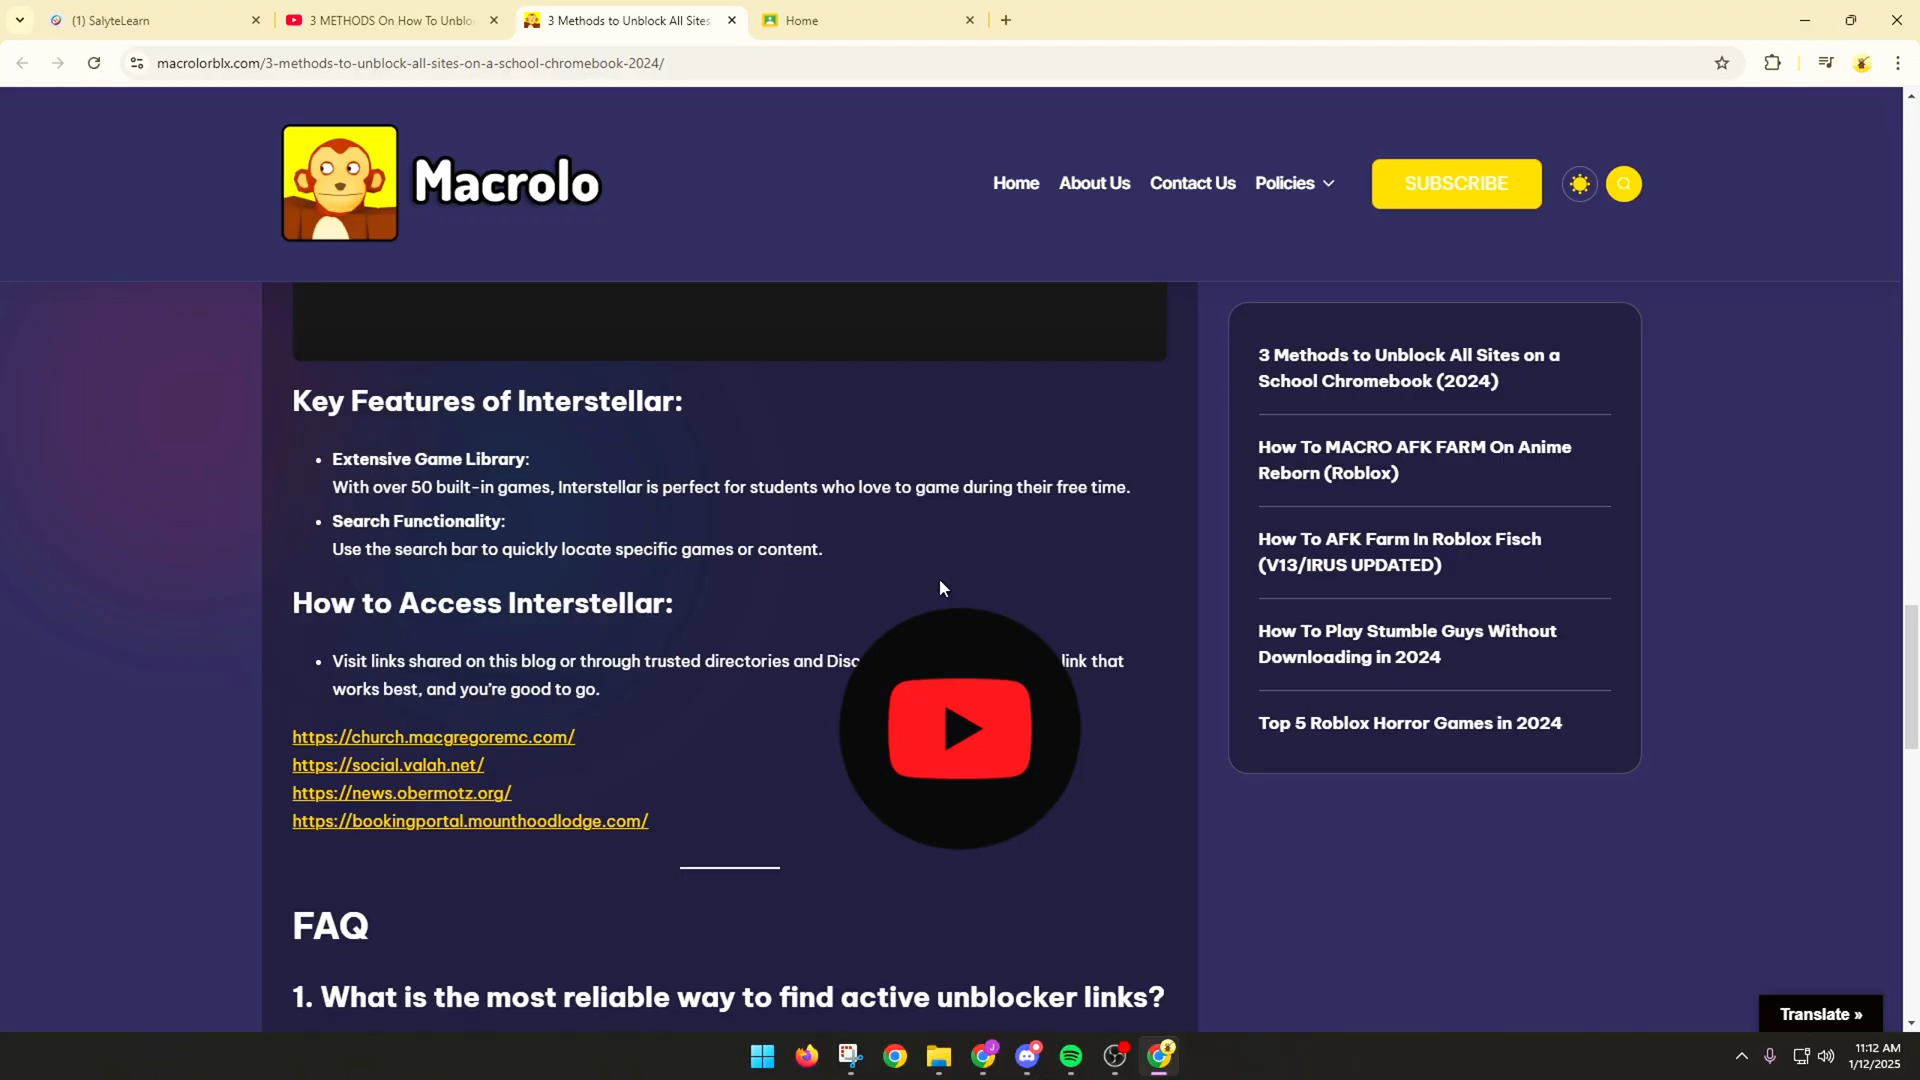 (1) SalyteLearn
3 METHODS On How To Unblo
3 Methods to Unblock All Sites
Home
macrolorblx.com/3-methods-to-unblock-all-sites-on-a-school-chromebook-2024/
Macrolo
Home
About Us
Contact Us
Policies
SUBSCRIBE
Key Features of Interstellar:
• Extensive Game Library:
With over 50 built-in games, Interstellar is perfect for students who love to game during their free time.
• Search Functionality:
Use the search bar to quickly locate specific games or content.
How to Access Interstellar:
• Visit links shared on this blog or through trusted directories and Disc link that
works best, and you're good to go.
https://church.macgregoremc.com/
https://social.valah.net/
https://news.obermotz.org/
https://bookingportal.mounthoodlodge.com/
FAQ
1. What is the most reliable way to find active unblocker links?
3 Methods to Unblock All Sites on a
School Chromebook (2024)
How To MACRO AFK FARM On Anime
Reborn (Roblox)
How To AFK Farm In Roblox Fisch
(V13/IRUS UPDATED)
How To Play Stumble Guys Without
Downloading in 2024
Top 5 Roblox Horror Games in 2024
Translate »
11:12 AM
1/12/2025